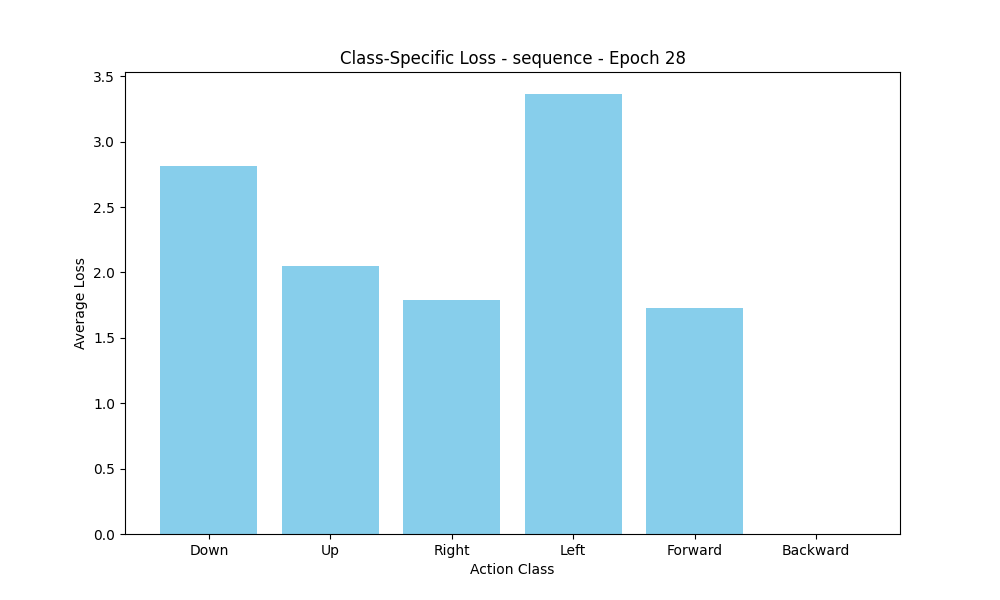 Class-Specific Loss - sequence - Epoch 28
3.5
3.0
2.5
2.0
1.5
1.0
0.5
0.0
Average Loss
Down Up Right Left Forward Backward
Action Class